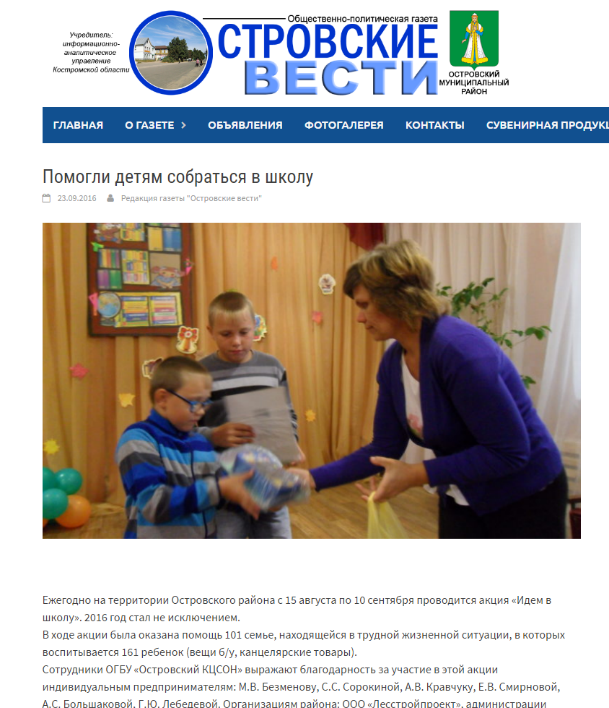 Учредитель:
информационно-
аналитическое
управление
Костромской области
Общественно-политическая газета
ОСТРОВСКИЕ
ВЕСТИ
ОСТРОВСКИЙ
МУНИЦИПАЛЬНЫЙ
РАЙОН
ГЛАВНАЯ О ГАЗЕТЕ ОБЪЯВЛЕНИЯ ФОТОГАЛЕРЕЯ КОНТАКТЫ СУВЕНИРНАЯ ПРОДУКЦ
Помогли детям собраться в школу
23.09.2016 Редакция газеты "Островские вести"
Ежегодно на территории Островского района с 15 августа по 10 сентября проводится акция «Идем в
школу». 2016 год стал не исключением.
В ходе акции была оказана помощь 101 семье, находящейся в трудной жизненной ситуации, в которых
воспитывается 161 ребенок (вещи б/у, канцелярские товары).
Сотрудники ОГБУ «Островский КЦСОН» выражают благодарность за участие в этой акции
индивидуальным предпринимателям: М.В. Безменову, С.С. Сорокиной, А.В. Кравчуку, Е.В. Смирновой,
А.С. Большаковой, Г.Ю. Лебедевой. Организациям района: ООО «Лесстройпроект», администрации